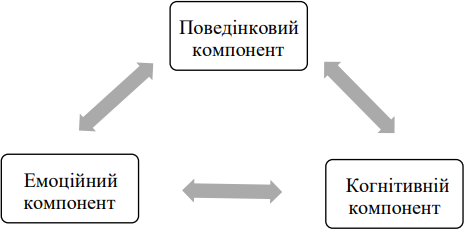 Поведінковий
компонент
Емоційний
компонент
Когнітивній
компонент